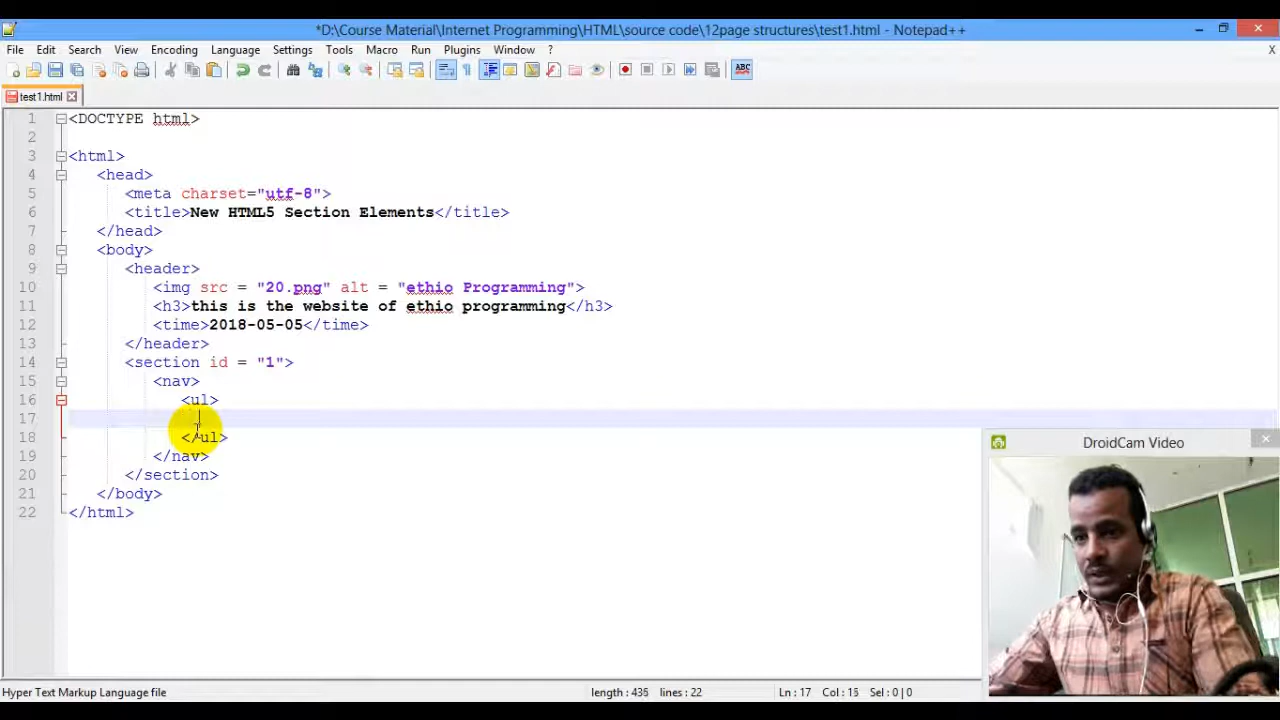 *D:\Course Material\Internet Programming\HTML\source code\12page structures\test1.html - Notepad++
File Edit Search View Encoding Language Settings Tools Macro Run Plugins Window ? X
ABC
test1.html
1 <DOCTYPE html>
2
3 <html>
4 <head>
5 <meta charset="utf-8">
6 <title>New HTML5 Section Elements</title>
7 </head>
8 <body>
9 <header>
10 <img src = "20.png" alt = "ethio Programming">
11 <h3>this is the website of ethio programming</h3>
12 <time>2018-05-05</time>
13 </header>
14 <section id = "1">
15 <nav>
16 <ul>
17
18 </ul>
19 </nav>
20 </section>
21 </body>
22 </html>
DroidCam Video
Hyper Text Markup Language file length : 435 lines : 22 Ln : 17 Col : 15 Sel : 0 | 0